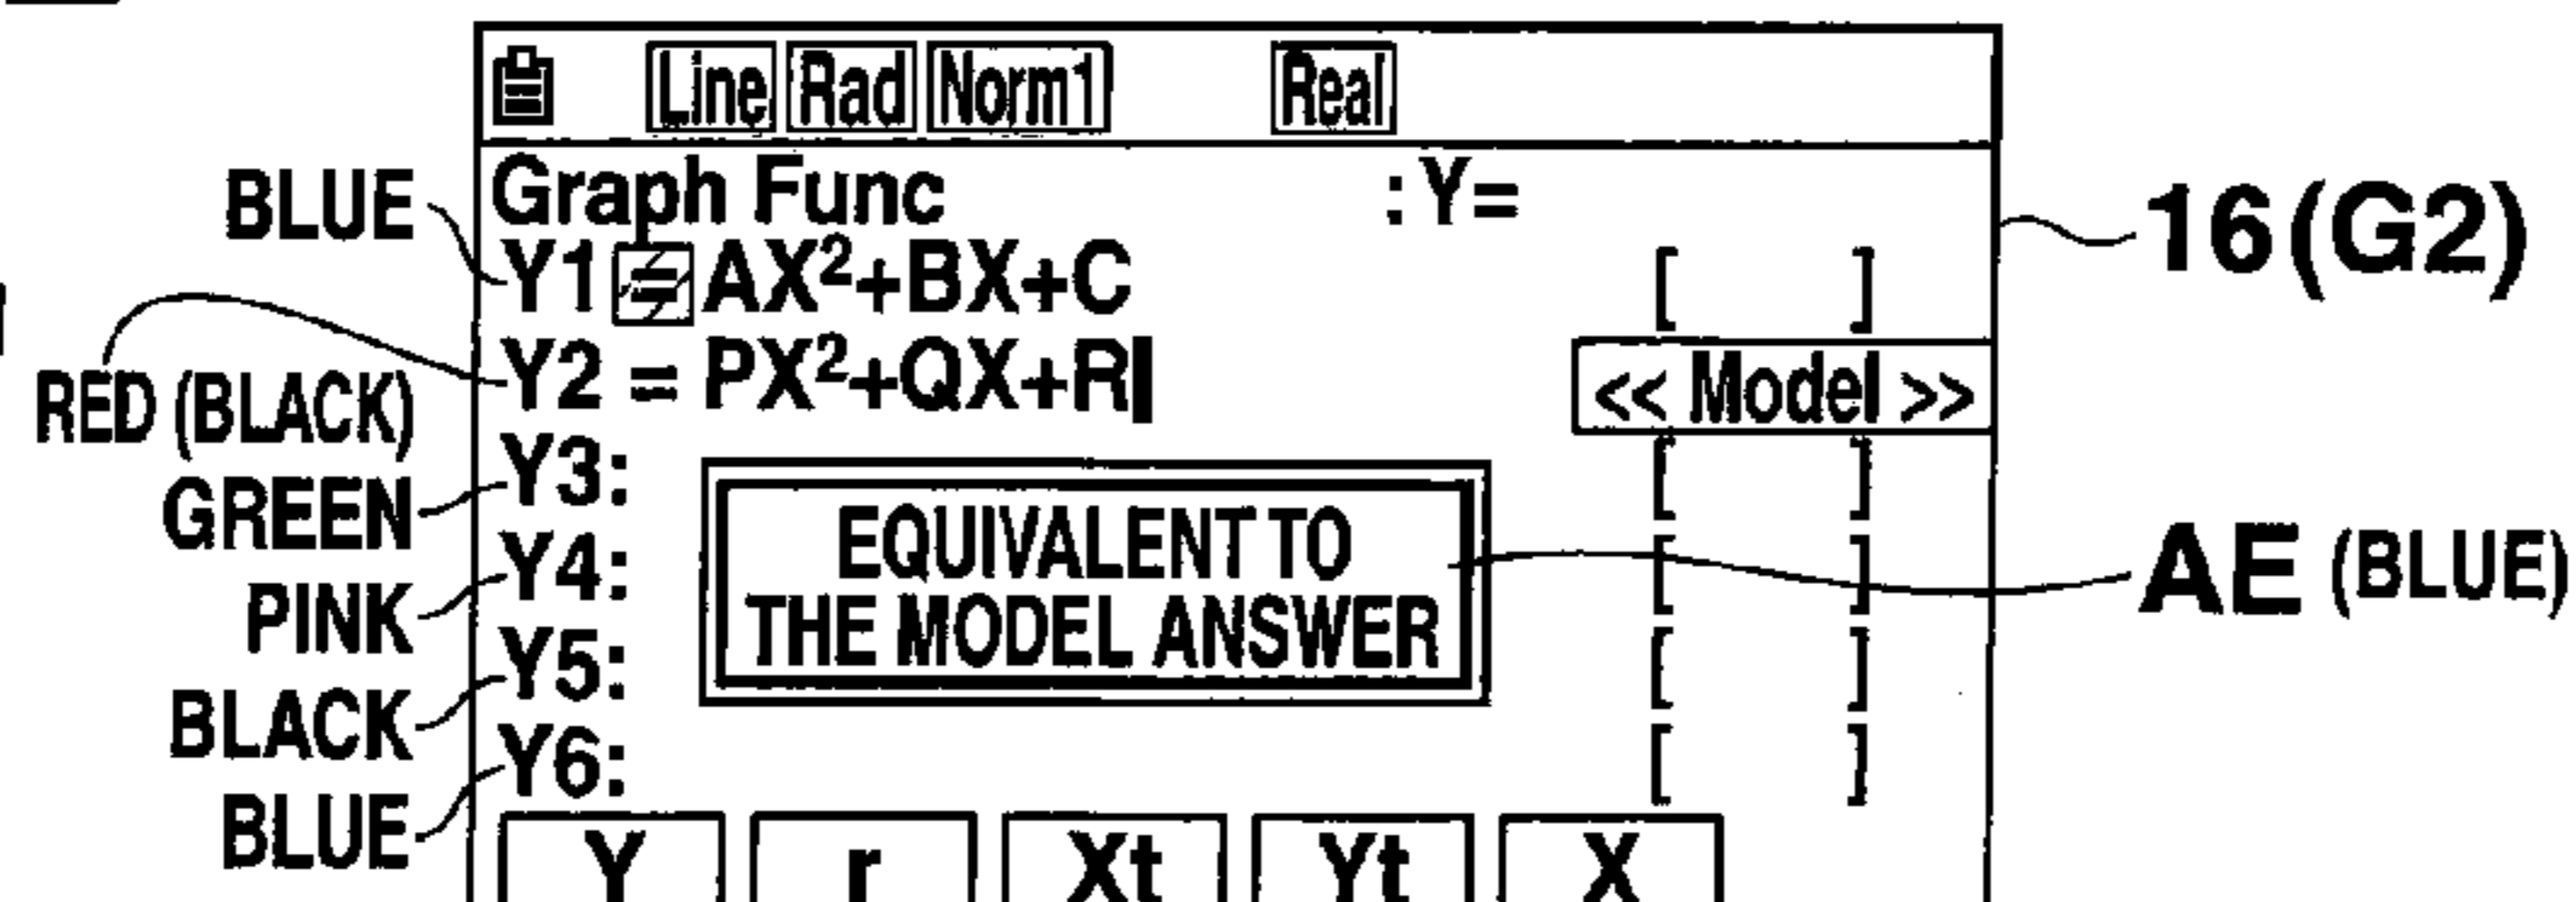 Line Rad Norm1 Real
BLUE Graph Func :Y= 16(G2)
Y1 = AX²+BX+C [ ]
RED (BLACK) Y2 = PX²+QX+R << Model >>
GREEN Y3: [ ]
EQUIVALENT TO
PINK Y4: [ ] AE (BLUE)
THE MODEL ANSWER
BLACK Y5: [ ]
BLUE Y6: [ ]
Y r Xt Yt X